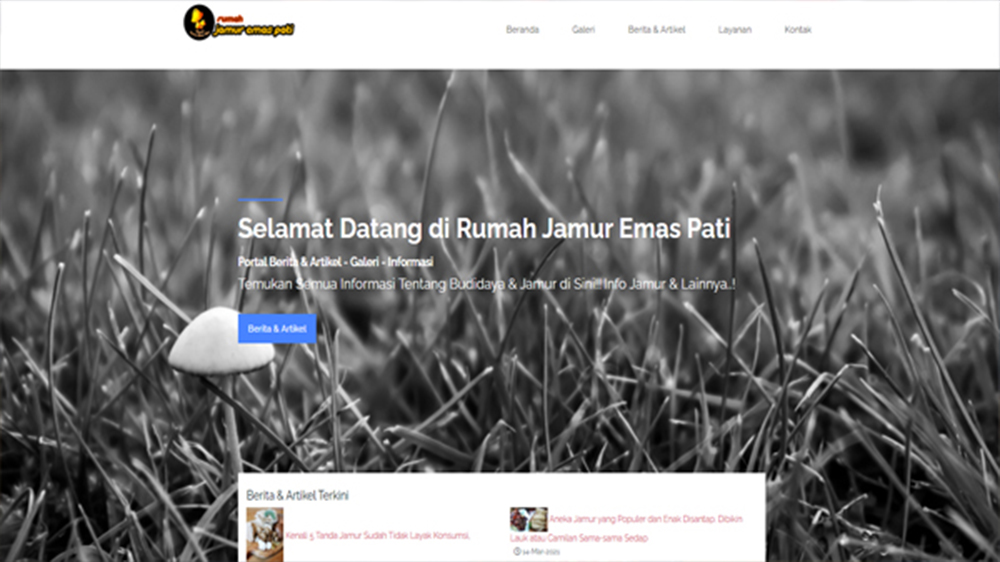 rumah
jamur emas pati
Beranda Galeri Berita & Artikel Layanan Kontak
Selamat Datang di Rumah Jamur Emas Pati
Portal Berita & Artikel - Galeri - Informasi
Temukan Semua Informasi Tentang Budidaya & Jamur di Sini!! Info Jamur & Lainnya..!
Berita & Artikel
Berita & Artikel Terkini
Kenali 5 Tanda Jamur Sudah Tidak Layak Konsumsi,
Aneka Jamur yang Populer dan Enak Disantap. Dibikin
Lauk atau Camilan Sama-sama Sedap
14-Mar-2021